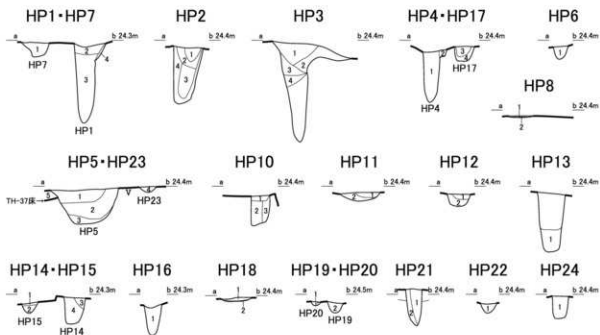 HP1・HP7 HP2 HP3 HP4・HP17 HP6
a b 24.3m a b 24.4m a b 24.4m a b 24.4m a b 24.4m
1 2 3 4 HP7 HP1
1 2 3 4
1 2 3 4
1 3 4 HP17 HP4
1
HP8
a 1 b 24.4m
2
HP5・HP23 HP10 HP11 HP12 HP13
a b 24.4m a b 24.4m a b 24.4m a b 24.4m a b 24.4m
TH-37床 3 1 2 3 HP5 4 HP23
1 2 3
2 1
2 1
1
HP14・HP15 HP16 HP18 HP19・HP20 HP21 HP22 HP24
a b 24.3m a b 24.3m a b 24.4m a b 24.5m a b 24.4m a b 24.4m a b 24.4m
1 2 HP15 3 4 HP14
1
1 2
1 2 HP20 HP19
1 2 1
1
1